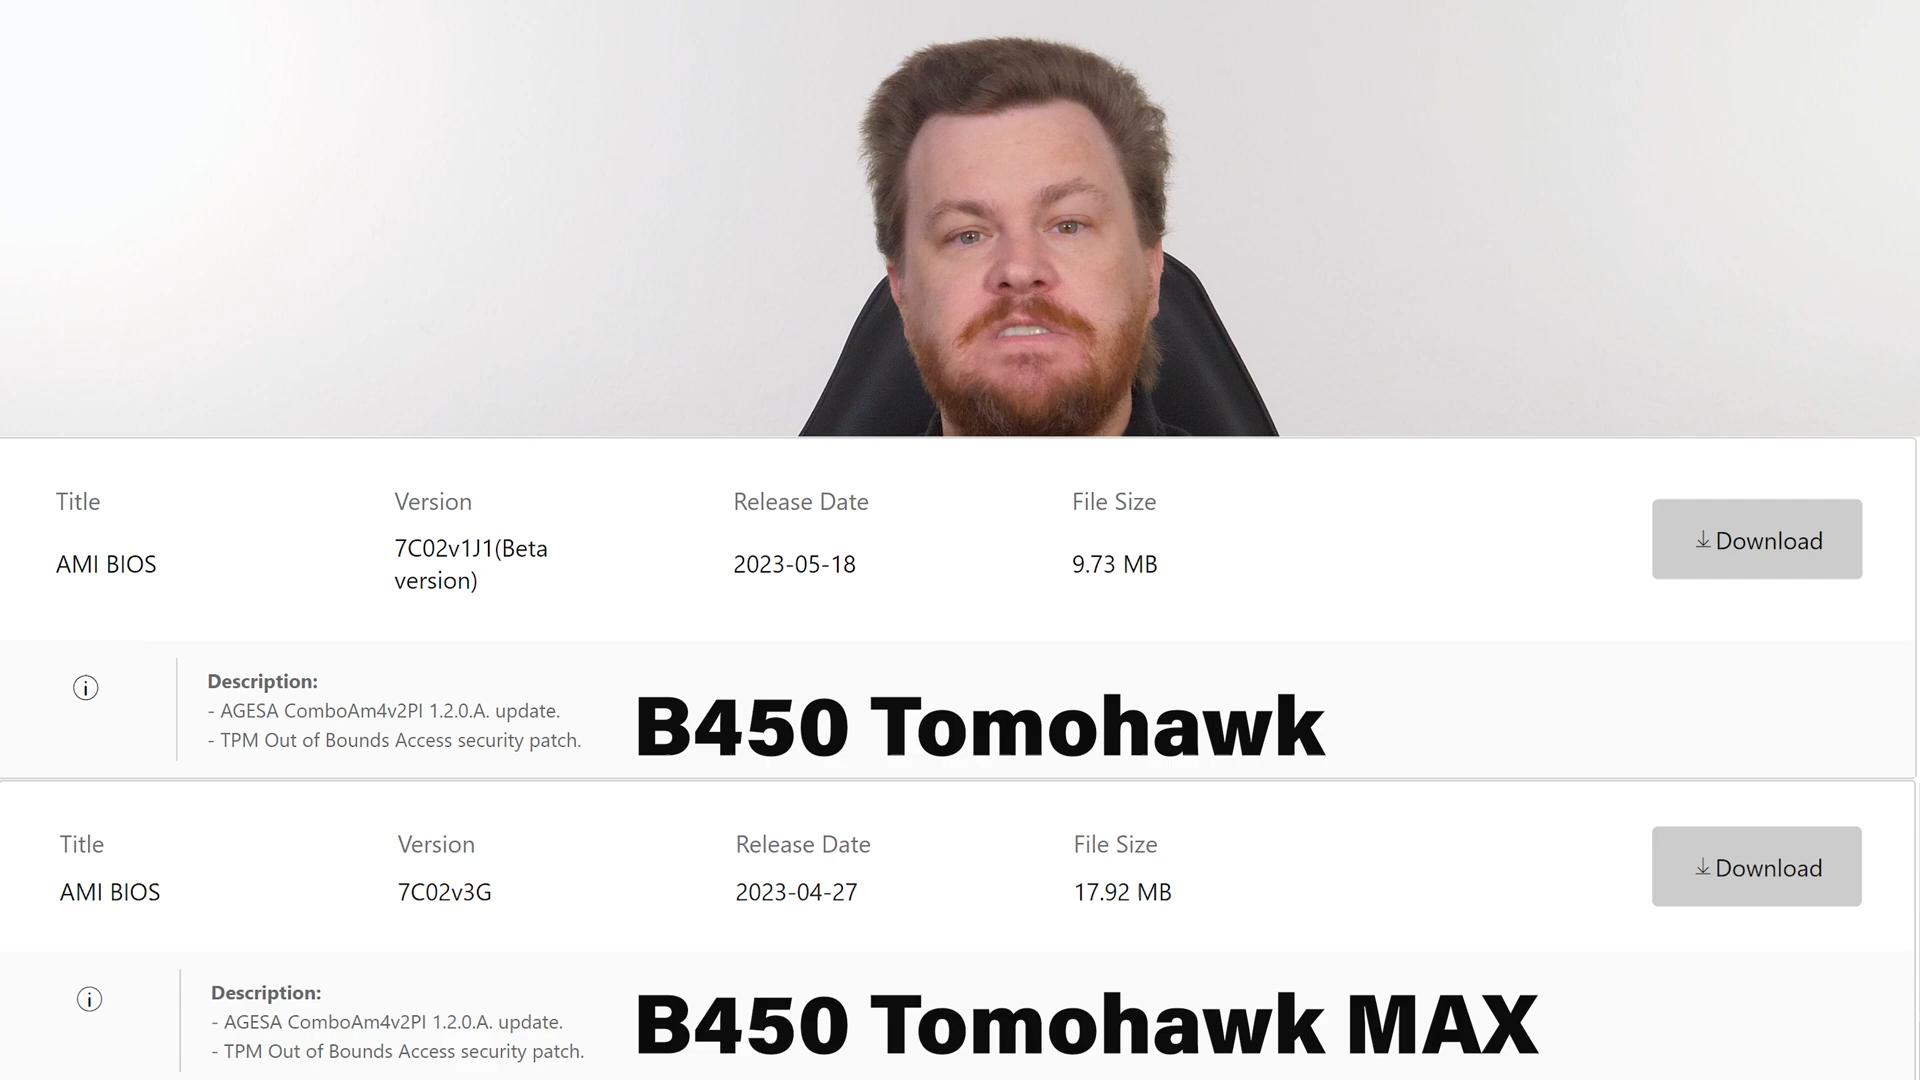 Title Version Release Date File Size
Download
AMI BIOS 7C02v1J1(Beta version) 2023-05-18 9.73 MB
Description:
- AGESA ComboAm4v2PI 1.2.0.A. update.
- TPM Out of Bounds Access security patch.
B450 Tomohawk
Title Version Release Date File Size
Download
AMI BIOS 7C02v3G 2023-04-27 17.92 MB
Description:
- AGESA ComboAm4v2PI 1.2.0.A. update.
- TPM Out of Bounds Access security patch.
B450 Tomohawk MAX